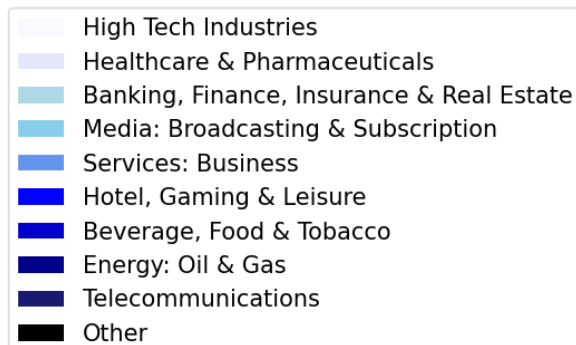 High Tech Industries
Healthcare & Pharmaceuticals
Banking, Finance, Insurance & Real Estate
Media: Broadcasting & Subscription
Services: Business
Hotel, Gaming & Leisure
Beverage, Food & Tobacco
Energy: Oil & Gas
Telecommunications
Other